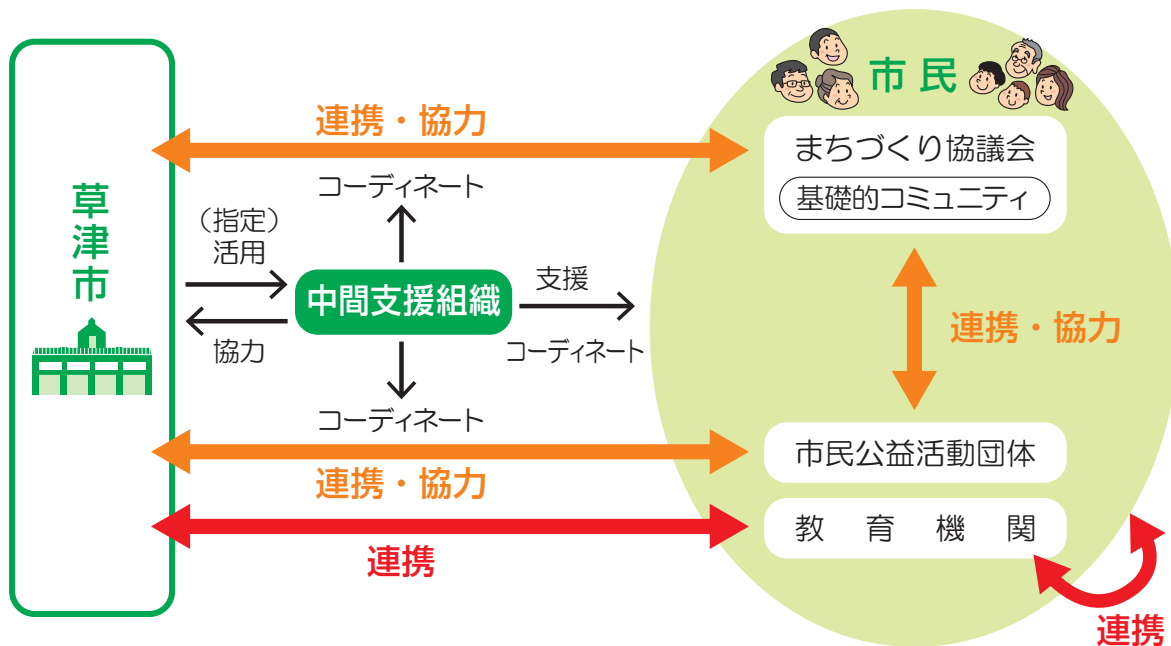 草津市
連携・協力
コーディネート
（指定）
活用
協力
中間支援組織
支援
コーディネート
コーディネート
連携・協力
連携
市民
まちづくり協議会
基礎的コミュニティ
連携・協力
市民公益活動団体
教育機関
連携